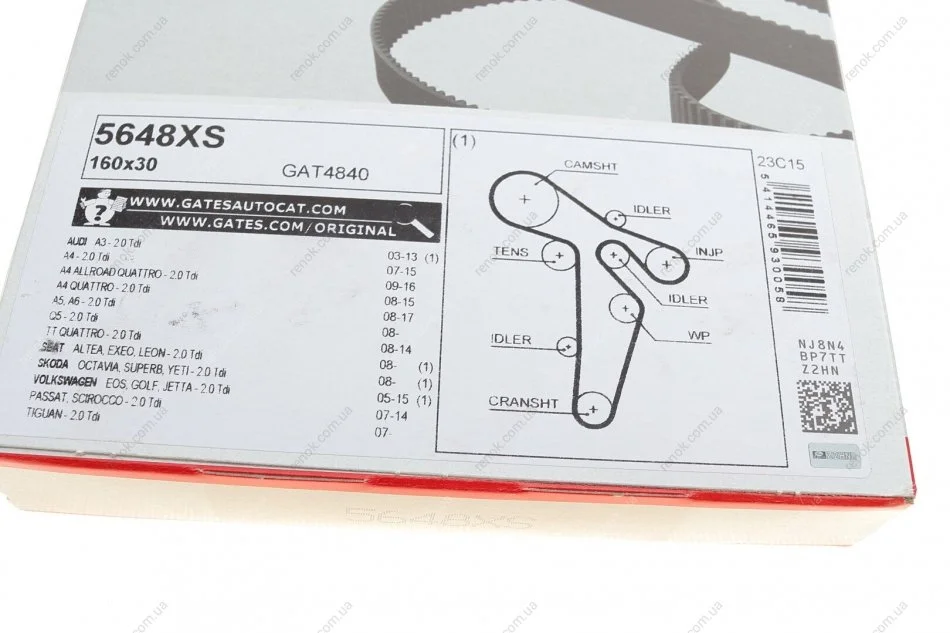 5648XS
160x30
GAT4840
WWW.GATESAUTOCAT.COM
WWW.GATES.COM/ORIGINAL
AUDI A3 - 2.0 Tdi 03-13 (1)
A4 - 2.0 Tdi 07-15
A4 ALLROAD QUATTRO - 2.0 Tdi 09-16
A4 QUATTRO - 2.0 Tdi 08-15
A5, A6 - 2.0 Tdi 08-17
Q5 - 2.0 Tdi 08-
TT QUATTRO - 2.0 Tdi 08-14
SEAT ALTEA, EXEO, LEON - 2.0 Tdi 08- (1)
SKODA OCTAVIA, SUPERB, YETI - 2.0 Tdi 08- (1)
VOLKSWAGEN EOS, GOLF, JETTA - 2.0 Tdi 05-15 (1)
PASSAT, SCIROCCO - 2.0 Tdi 07-14
TIGUAN - 2.0 Tdi 07-
(1)
CAMSHT
IDLER
TENS
INJP
IDLER
WP
IDLER
CRANSHT
23C15
5414465930058
NJ8N4
BP7TT
Z2HN
Z2HN
5648XS
renok.com.ua